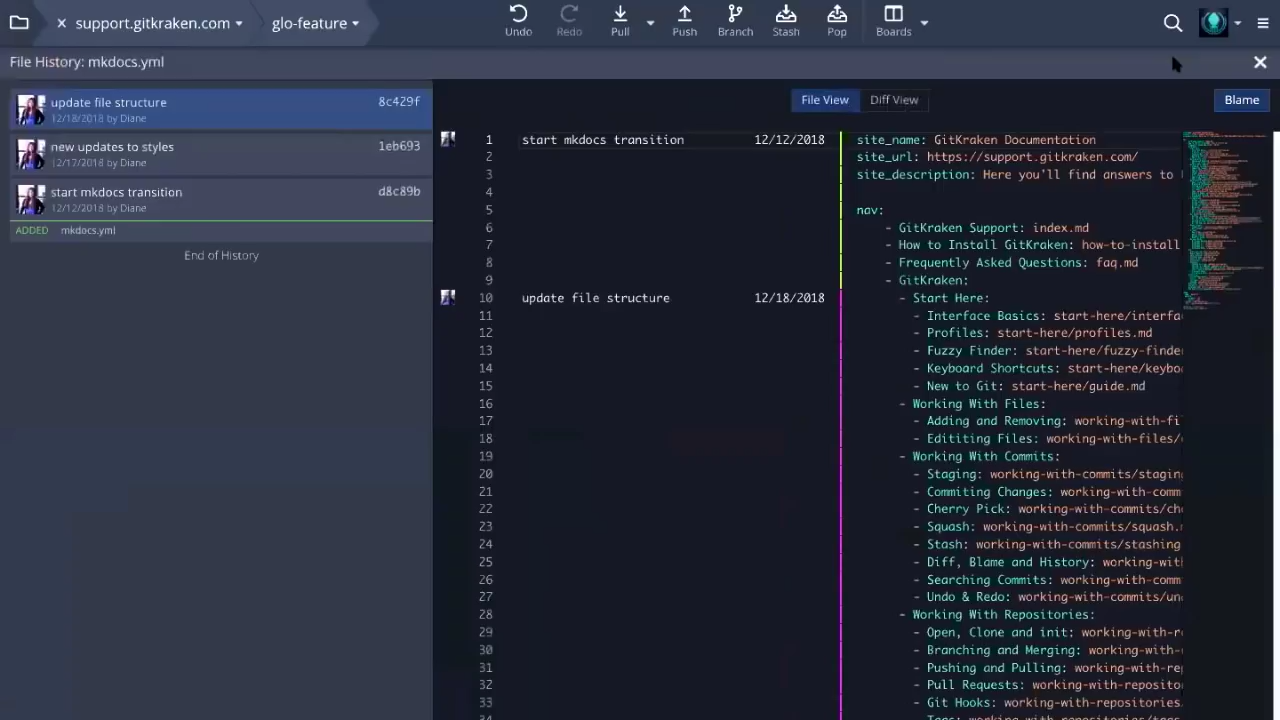 support.gitkraken.com
glo-feature
Undo
Redo
Pull
Push
Branch
Stash
Pop
Boards
File History: mkdocs.yml
update file structure 8c429f
12/18/2018 by Diane
new updates to styles 1eb693
12/17/2018 by Diane
start mkdocs transition d8c89b
12/12/2018 by Diane
ADDED mkdocs.yml
End of History
File View
Diff View
Blame
1 start mkdocs transition 12/12/2018 site_name: GitKraken Documentation
2 site_url: https://support.gitkraken.com/
3 site_description: Here you'll find answers to
4
5 nav:
6 - GitKraken Support: index.md
7 - How to Install GitKraken: how-to-install
8 - Frequently Asked Questions: faq.md
9 - GitKraken:
10 update file structure 12/18/2018 - Start Here:
11 - Interface Basics: start-here/interfa
12 - Profiles: start-here/profiles.md
13 - Fuzzy Finder: start-here/fuzzy-finde
14 - Keyboard Shortcuts: start-here/keybo
15 - New to Git: start-here/guide.md
16 - Working With Files:
17 - Adding and Removing: working-with-fi
18 - Edititing Files: working-with-files/
19 - Working With Commits:
20 - Staging: working-with-commits/staging
21 - Commiting Changes: working-with-comm
22 - Cherry Pick: working-with-commits/che
23 - Squash: working-with-commits/squash.
24 - Stash: working-with-commits/stashing
25 - Diff, Blame and History: working-wit
26 - Searching Commits: working-with-comm
27 - Undo & Redo: working-with-commits/un
28 - Working With Repositories:
29 - Open, Clone and init: working-with-r
30 - Branching and Merging: working-with-
31 - Pushing and Pulling: working-with-rep
32 - Pull Requests: working-with-reposito
33 - Git Hooks: working-with-repositories